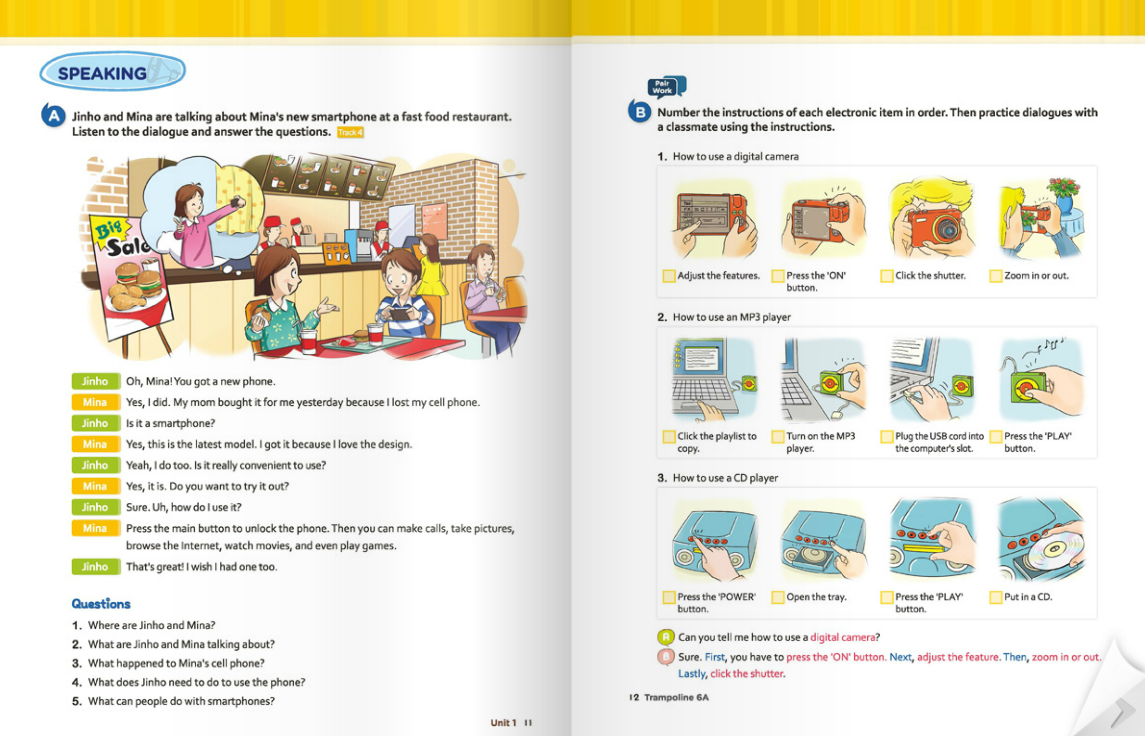 SPEAKING
A
Jinho and Mina are talking about Mina's new smartphone at a fast food restaurant.
Listen to the dialogue and answer the questions. Track 4
Big
Sale
Jinho Oh, Mina! You got a new phone.
Mina Yes, I did. My mom bought it for me yesterday because I lost my cell phone.
Jinho Is it a smartphone?
Mina Yes, this is the latest model. I got it because I love the design.
Jinho Yeah, I do too. Is it really convenient to use?
Mina Yes, it is. Do you want to try it out?
Jinho Sure. Uh, how do I use it?
Mina Press the main button to unlock the phone. Then you can make calls, take pictures,
browse the Internet, watch movies, and even play games.
Jinho That's great! I wish I had one too.
Questions
1. Where are Jinho and Mina?
2. What are Jinho and Mina talking about?
3. What happened to Mina's cell phone?
4. What does Jinho need to do to use the phone?
5. What can people do with smartphones?
Unit 1 11
Pair
Work
B
Number the instructions of each electronic item in order. Then practice dialogues with
a classmate using the instructions.
1. How to use a digital camera
Adjust the features.
Press the 'ON'
button.
Click the shutter.
Zoom in or out.
2. How to use an MP3 player
Click the playlist to
copy.
Turn on the MP3
player.
Plug the USB cord into
the computer's slot.
Press the 'PLAY'
button.
3. How to use a CD player
Press the 'POWER'
button.
Open the tray.
Press the 'PLAY'
button.
Put in a CD.
A Can you tell me how to use a digital camera?
B Sure. First, you have to press the 'ON' button. Next, adjust the feature. Then, zoom in or out.
Lastly, click the shutter.
12 Trampoline 6A